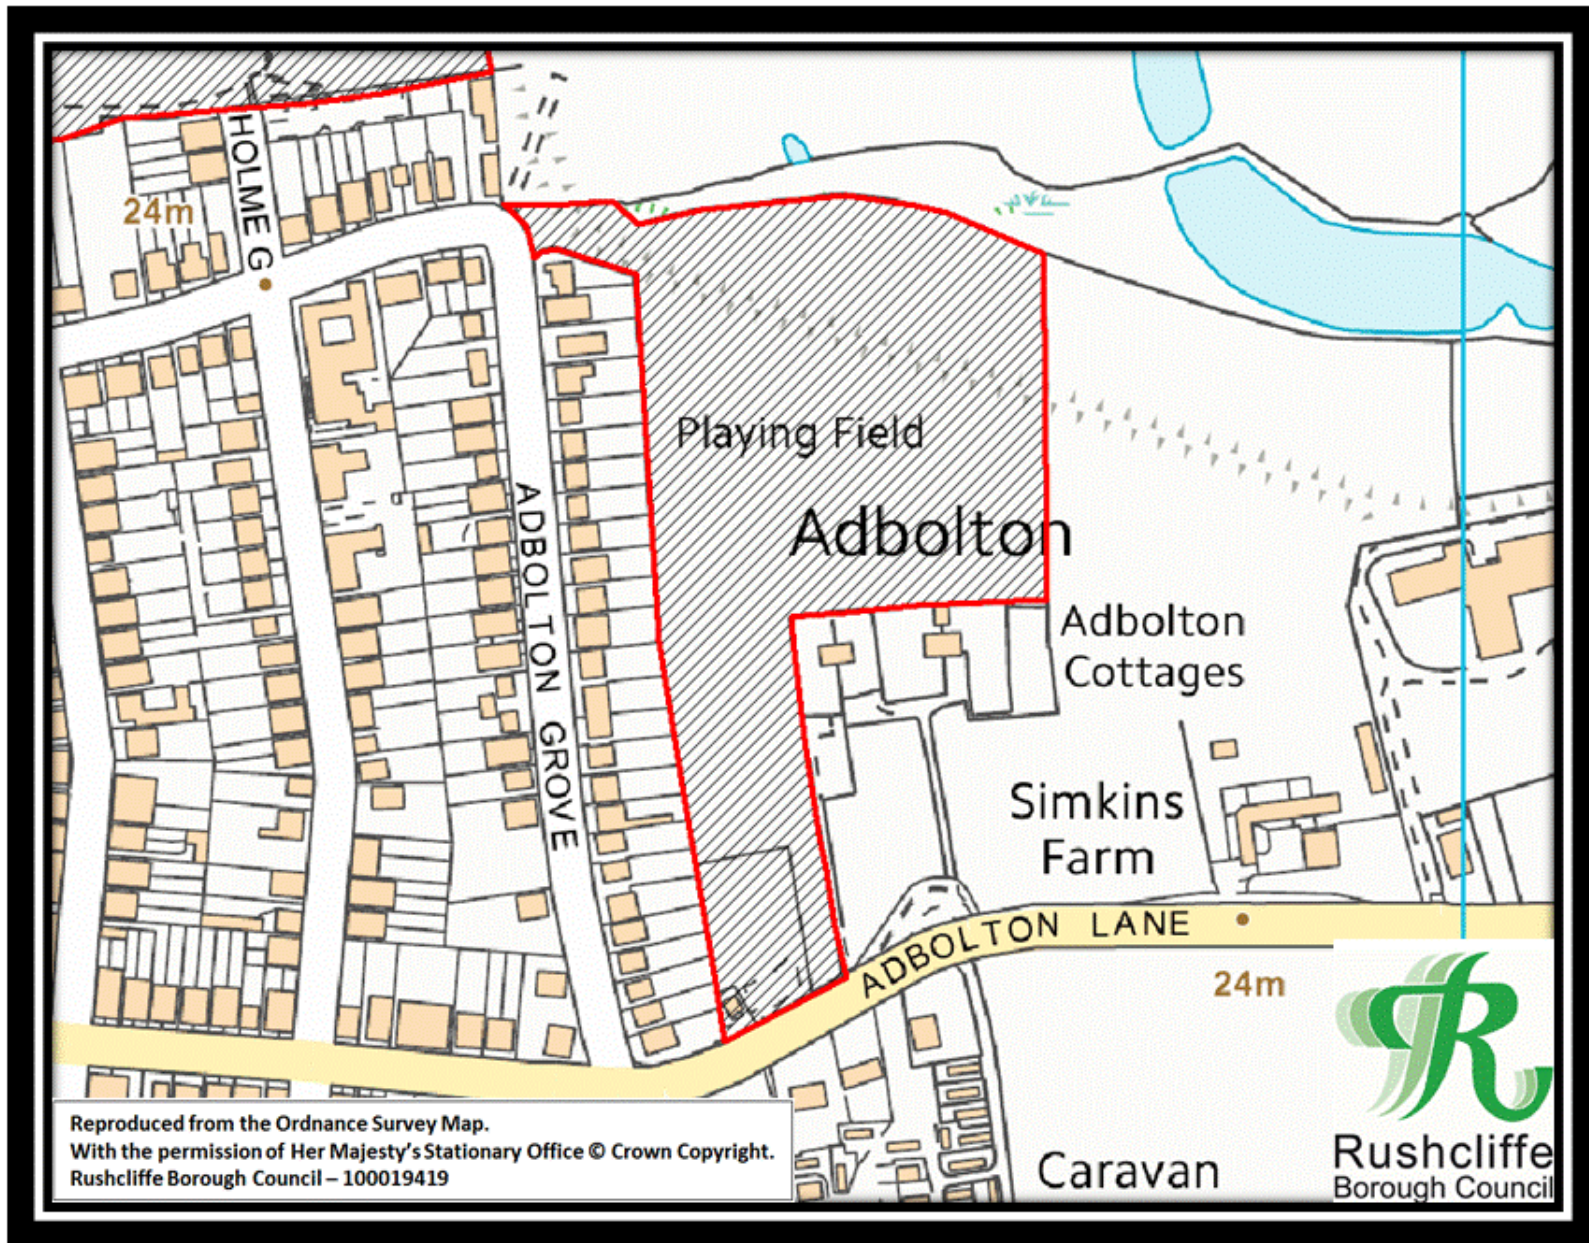 HOLME G
24m
Playing Field
Adbolton
ADBOLTON GROVE
Adbolton
Cottages
Simkins
Farm
ADBOLTON LANE
24m
Caravan
Reproduced from the Ordnance Survey Map.
With the permission of Her Majesty's Stationary Office © Crown Copyright.
Rushcliffe Borough Council – 100019419
R
Rushcliffe
Borough Council